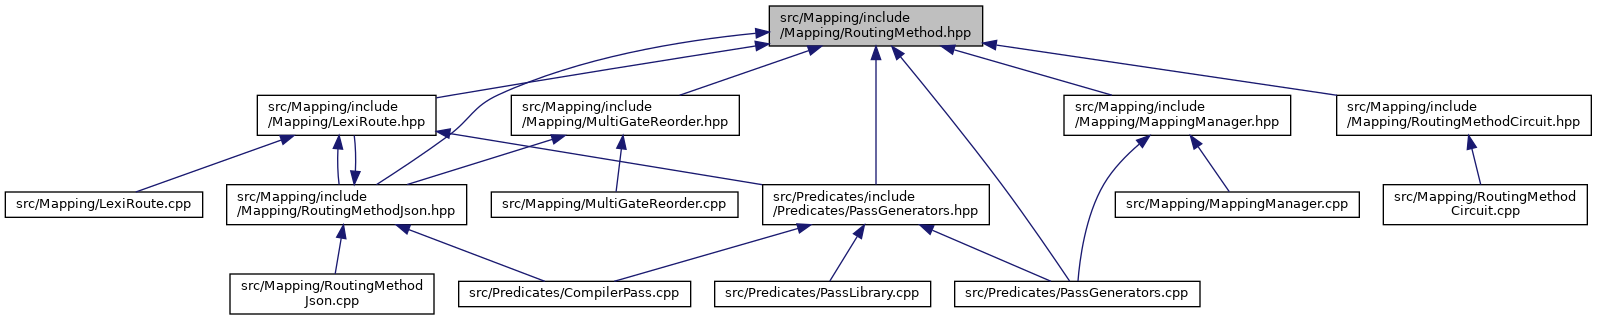 src/Mapping/include
/Mapping/RoutingMethod.hpp
src/Mapping/include
/Mapping/LexiRoute.hpp
src/Mapping/include
/Mapping/MultiGateReorder.hpp
src/Mapping/include
/Mapping/MappingManager.hpp
src/Mapping/include
/Mapping/RoutingMethodCircuit.hpp
src/Mapping/LexiRoute.cpp
src/Mapping/include
/Mapping/RoutingMethodJson.hpp
src/Mapping/MultiGateReorder.cpp
src/Predicates/include
/Predicates/PassGenerators.hpp
src/Mapping/MappingManager.cpp
src/Mapping/RoutingMethod
Circuit.cpp
src/Mapping/RoutingMethod
Json.cpp
src/Predicates/CompilerPass.cpp
src/Predicates/PassLibrary.cpp
src/Predicates/PassGenerators.cpp